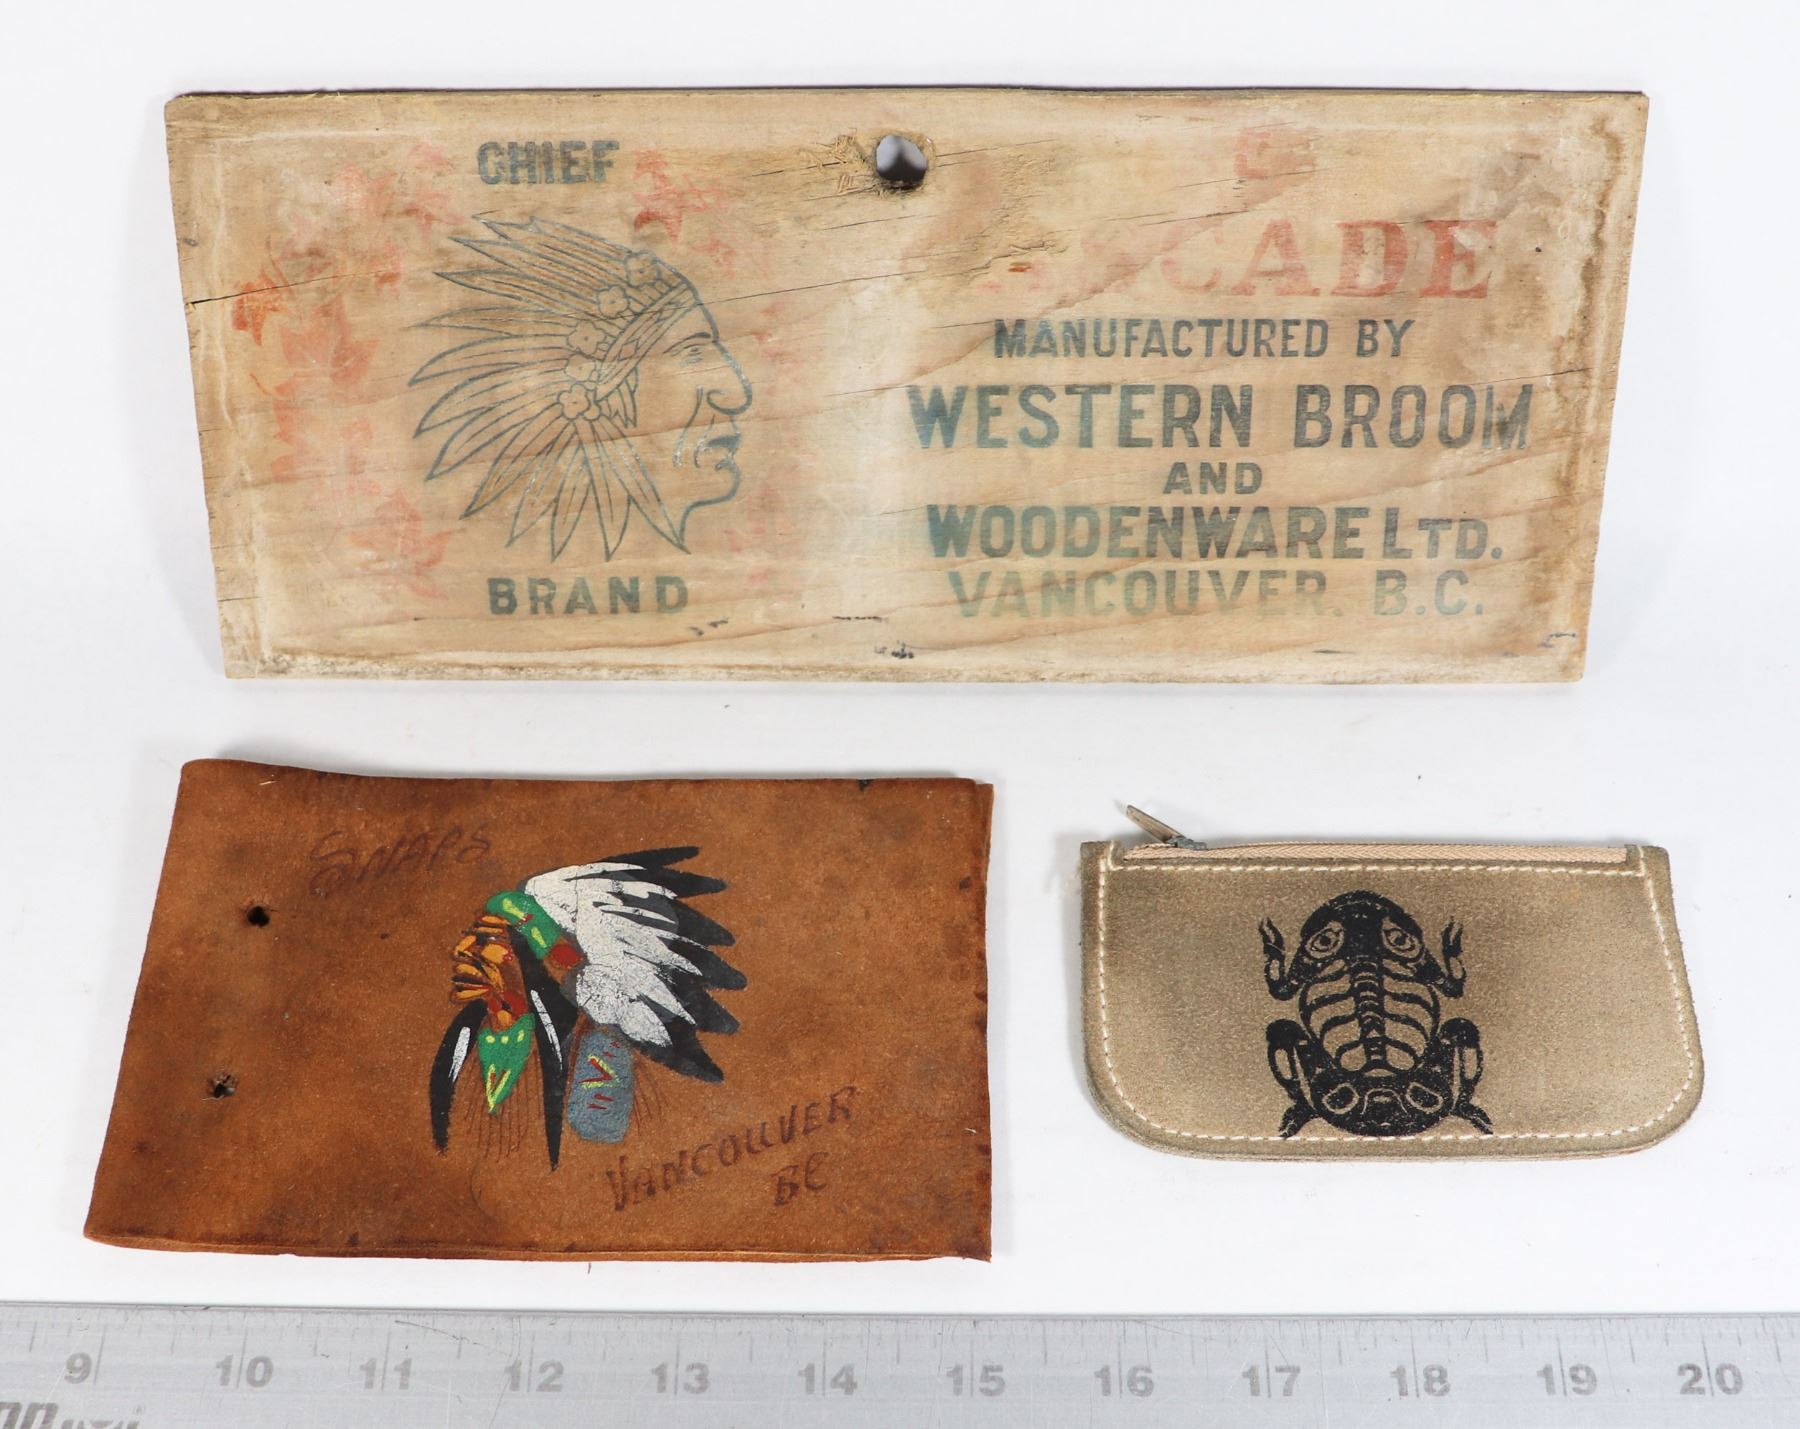 CHIEF
BRAND
CASCADE
MANUFACTURED BY
WESTERN BROOM
AND
WOODENWARE LTD.
VANCOUVER, B.C.
SNAPS
VANCOUVER
BC
9 10 11 12 13 14 15 16 17 18 19 20